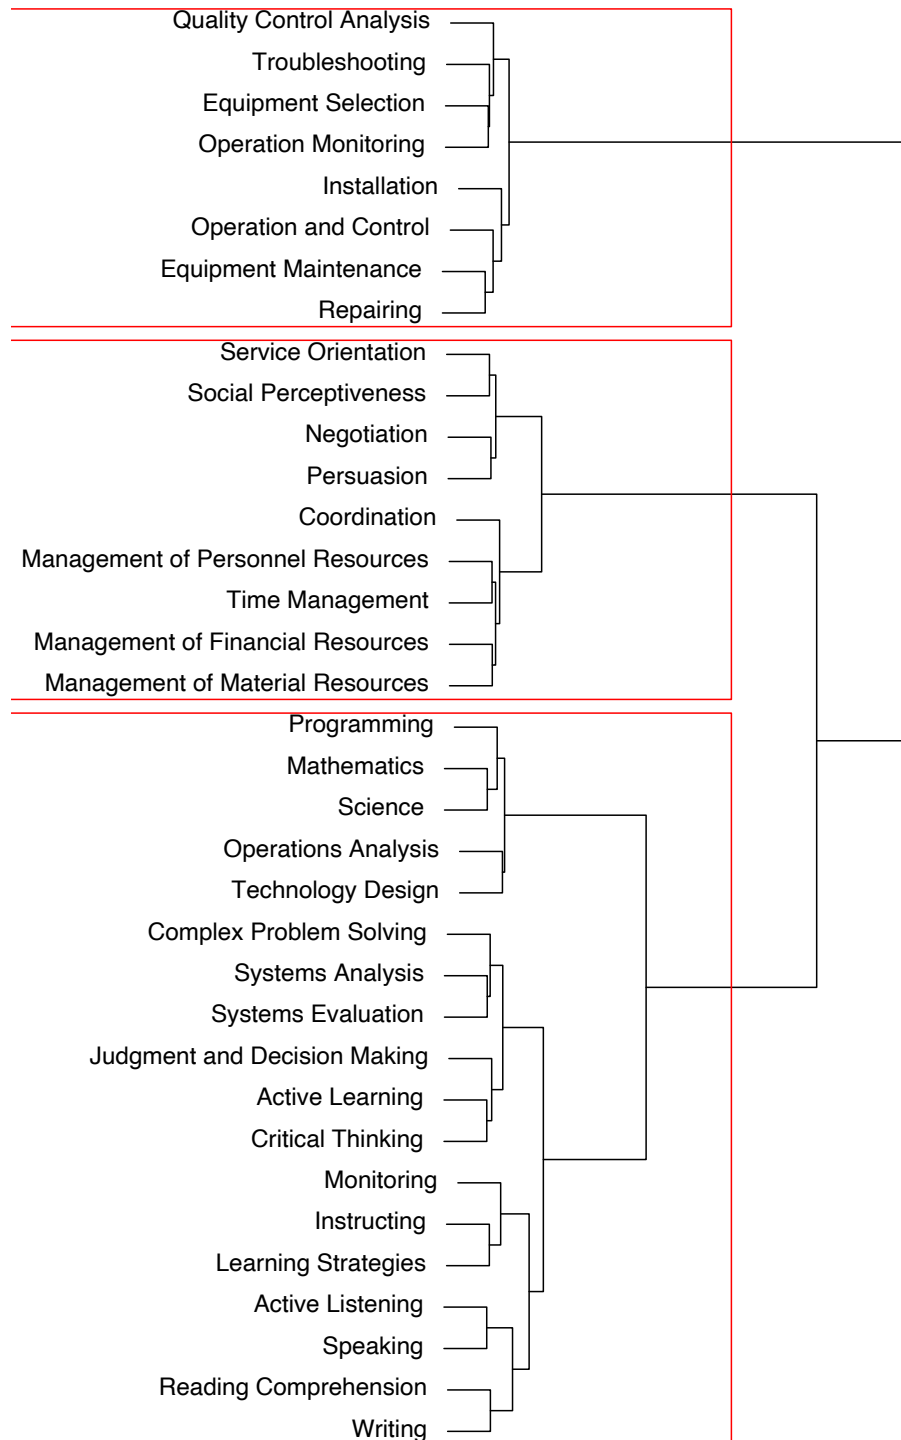 Quality Control Analysis
Troubleshooting
Equipment Selection
Operation Monitoring
Installation
Operation and Control
Equipment Maintenance
Repairing
Service Orientation
Social Perceptiveness
Negotiation
Persuasion
Coordination
Management of Personnel Resources
Time Management
Management of Financial Resources
Management of Material Resources
Programming
Mathematics
Science
Operations Analysis
Technology Design
Complex Problem Solving
Systems Analysis
Systems Evaluation
Judgment and Decision Making
Active Learning
Critical Thinking
Monitoring
Instructing
Learning Strategies
Active Listening
Speaking
Reading Comprehension
Writing